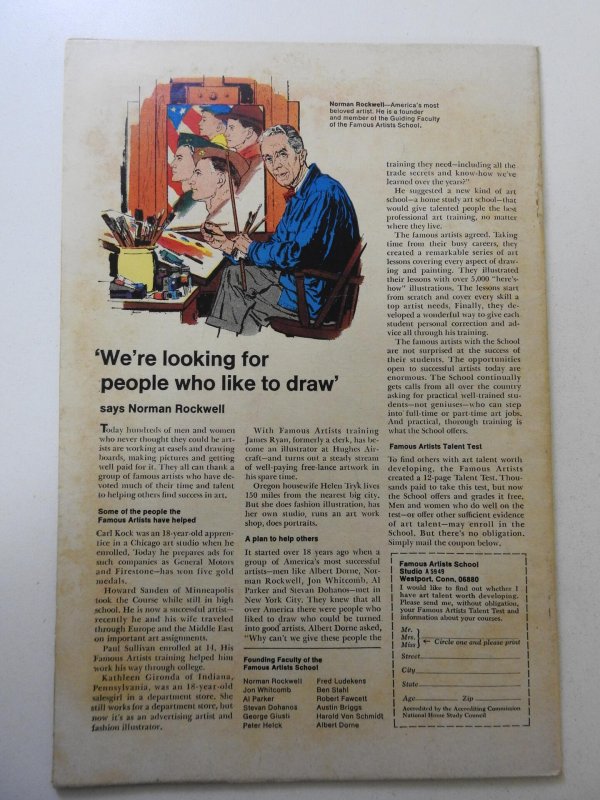 Norman Rockwell—America's most
beloved artist. He is a founder
and member of the Guiding Faculty
of the Famous Artists School.
'We're looking for
people who like to draw'
says Norman Rockwell
Today hundreds of men and women
who never thought they could be art-
ists are working at easels and drawing
boards, making pictures and getting
well paid for it. They all can thank a
group of famous artists who have de-
voted much of their time and talent
to helping others find success in art.
Some of the people the
Famous Artists have helped
Carl Kock was an 18-year-old appren-
tice in a Chicago art studio when he
enrolled. Today he prepares ads for
such companies as General Motors
and Firestone—has won five gold
medals.
Howard Sanden of Minneapolis
took the Course while still in high
school. He is now a successful artist—
recently he and his wife traveled
through Europe and the Middle East
on important art assignments.
Paul Sullivan enrolled at 14. His
Famous Artists training helped him
work his way through college.
Kathleen Gironda of Indiana,
Pennsylvania, was an 18-year-old
salesgirl in a department store. She
still works for a department store, but
now it's as an advertising artist and
fashion illustrator.
With Famous Artists training
James Ryan, formerly a clerk, has be-
come an illustrator at Hughes Air-
craft—and turns out a steady stream
of well-paying free-lance artwork in
his spare time.
Oregon housewife Helen Tryk lives
150 miles from the nearest big city.
But she does fashion illustration, has
her own studio, runs an art work
shop, does portraits.
A plan to help others
It started over 18 years ago when a
group of America's most successful
artists—men like Albert Dorne, Nor-
man Rockwell, Jon Whitcomb, Al
Parker and Stevan Dohanos—met in
New York City. They knew that all
over America there were people who
liked to draw who could be turned
into good artists. Albert Dorne asked,
"Why can't we give these people the
Founding Faculty of the
Famous Artists School
Norman Rockwell
Jon Whitcomb
Al Parker
Stevan Dohanos
George Giusti
Peter Helck
Fred Ludekens
Ben Stahl
Robert Fawcett
Austin Briggs
Harold Von Schmidt
Albert Dorne
training they need—including all the
trade secrets and know-how we've
learned over the years?"
He suggested a new kind of art
school—a home study art school—that
would give talented people the best
professional art training, no matter
where they live.
The famous artists agreed. Taking
time from their busy careers, they
created a remarkable series of art
lessons covering every aspect of draw-
ing and painting. They illustrated
their lessons with over 5,000 "here's-
how" illustrations. The lessons start
from scratch and cover every skill a
top artist needs. Finally, they de-
veloped a wonderful way to give each
student personal correction and ad-
vice all through his training.
The famous artists with the School
are not surprised at the success of
their students. The opportunities
open to successful artists today are
enormous. The School continually
gets calls from all over the country
asking for practical well-trained stu-
dents—not geniuses—who can step
into full-time or part-time art jobs.
And practical, thorough training is
what the School offers.
Famous Artists Talent Test
To find others with art talent worth
developing, the Famous Artists
created a 12-page Talent Test. Thou-
sands paid to take this test, but now
the School offers and grades it free.
Men and women who do well on the
test—or offer other sufficient evidence
of art talent—may enroll in the
School. But there's no obligation.
Simply mail the coupon below.
Famous Artists School
Studio A 5949
Westport, Conn. 06880
I would like to find out whether I
have art talent worth developing.
Please send me, without obligation,
your Famous Artists Talent Test and
information about your courses.
Mr.
Mrs.
Miss
← Circle one and please print
Street
City
State
Age Zip
Accredited by the Accrediting Commission
National Home Study Council